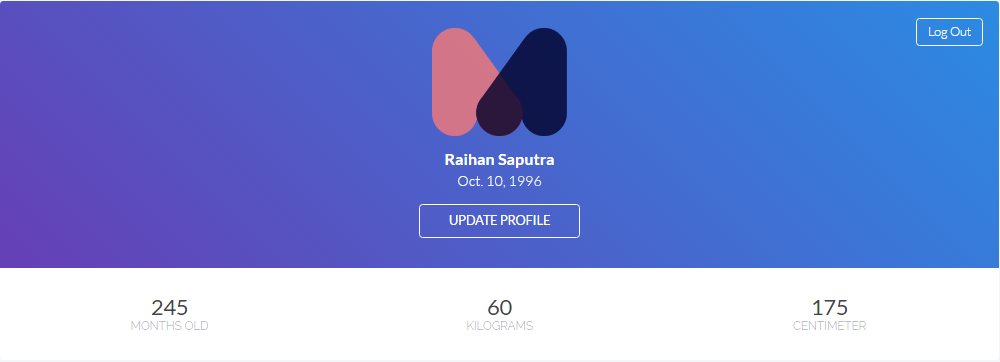 Log Out
Raihan Saputra
Oct. 10, 1996
UPDATE PROFILE
245
MONTHS OLD
60
KILOGRAMS
175
CENTIMETER